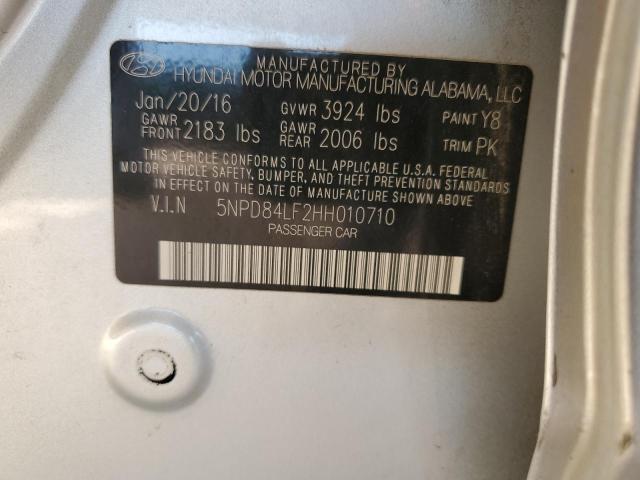 MANUFACTURED BY
HYUNDAI MOTOR MANUFACTURING ALABAMA, LLC
Jan/20/16 GVWR 3924 lbs PAINT Y8
GAWR FRONT 2183 lbs GAWR REAR 2006 lbs TRIM PK
THIS VEHICLE CONFORMS TO ALL APPLICABLE U.S.A. FEDERAL
MOTOR VEHICLE SAFETY, BUMPER, AND THEFT PREVENTION STANDARDS
IN EFFECT ON THE DATE OF MANUFACTURE SHOWN ABOVE
V.I.N 5NPD84LF2HH010710
PASSENGER CAR